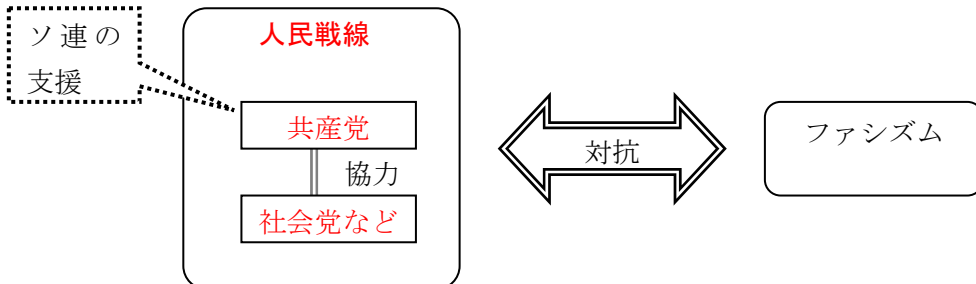 ソ連の
支援
人民戦線
共産党
協力
社会党など
対抗
ファシズム